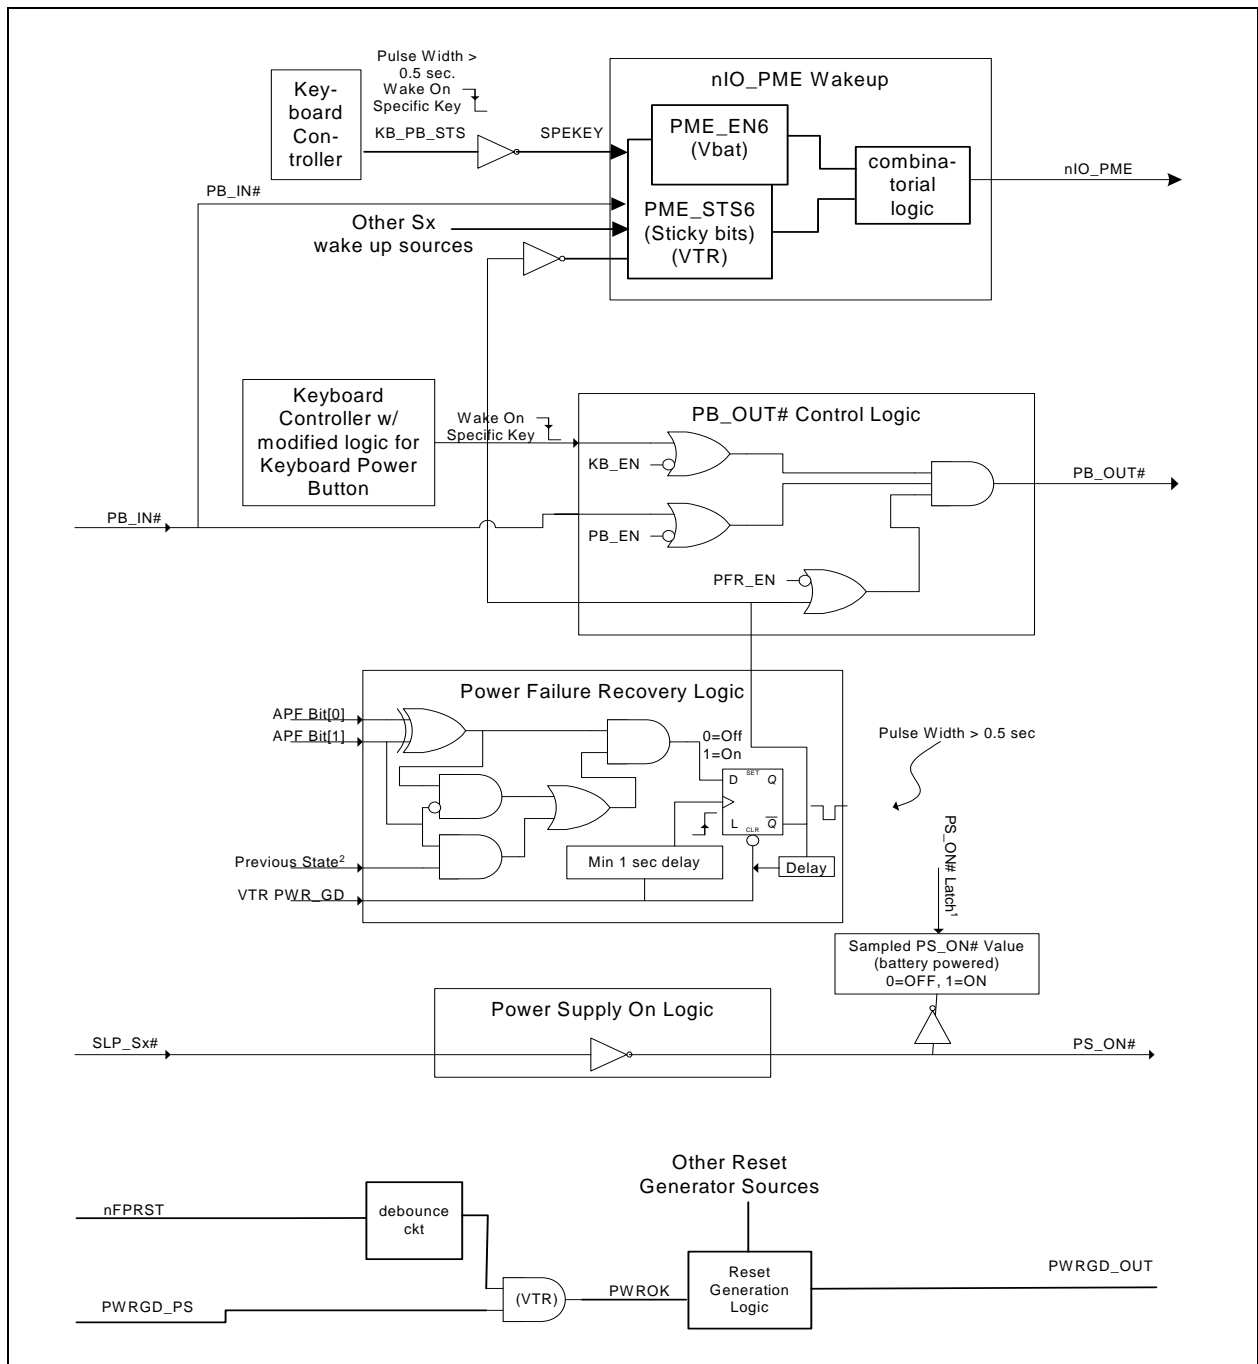 Pulse Width >
0.5 sec.
Wake On
Specific Key
Key-
board
Con-
troller
KB_PB_STS
SPEKEY
nIO_PME Wakeup
PME_EN6
(Vbat)
PME_STS6
(Sticky bits)
(VTR)
combina-
torial
logic
nIO_PME
PB_IN#
Other Sx
wake up sources
Keyboard
Controller w/
modified logic for
Keyboard Power
Button
Wake On
Specific Key
PB_OUT# Control Logic
KB_EN
PB_EN
PFR_EN
PB_OUT#
PB_IN#
Power Failure Recovery Logic
APF Bit[0]
APF Bit[1]
0=Off
1=On
D
SET
Q
L
CLR
Q
Min 1 sec delay
Delay
Previous State2
VTR PWR_GD
Pulse Width > 0.5 sec
PS_ON# Latch1
Sampled PS_ON# Value
(battery powered)
0=OFF, 1=ON
Power Supply On Logic
SLP_Sx#
PS_ON#
Other Reset
Generator Sources
nFPRST
debounce
ckt
PWRGD_PS
(VTR)
PWROK
Reset
Generation
Logic
PWRGD_OUT